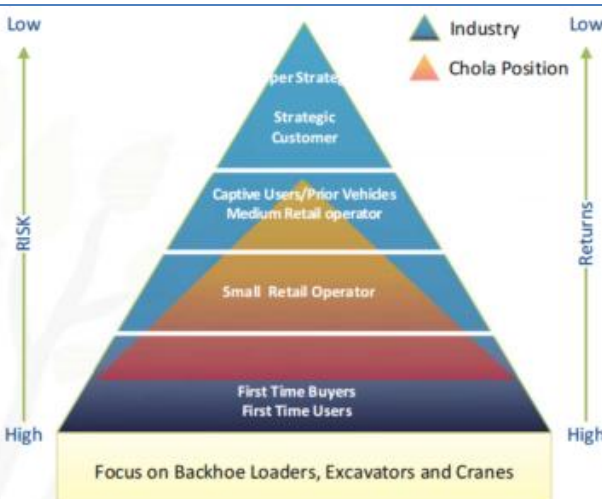 Low
Industry
Low
Chola Position
Strategic
Customer
Captive Users/Prior Vehicles
Medium Retail operator
RISK
Returns
Small Retail Operator
First Time Buyers
First Time Users
High
High
Focus on Backhoe Loaders, Excavators and Cranes